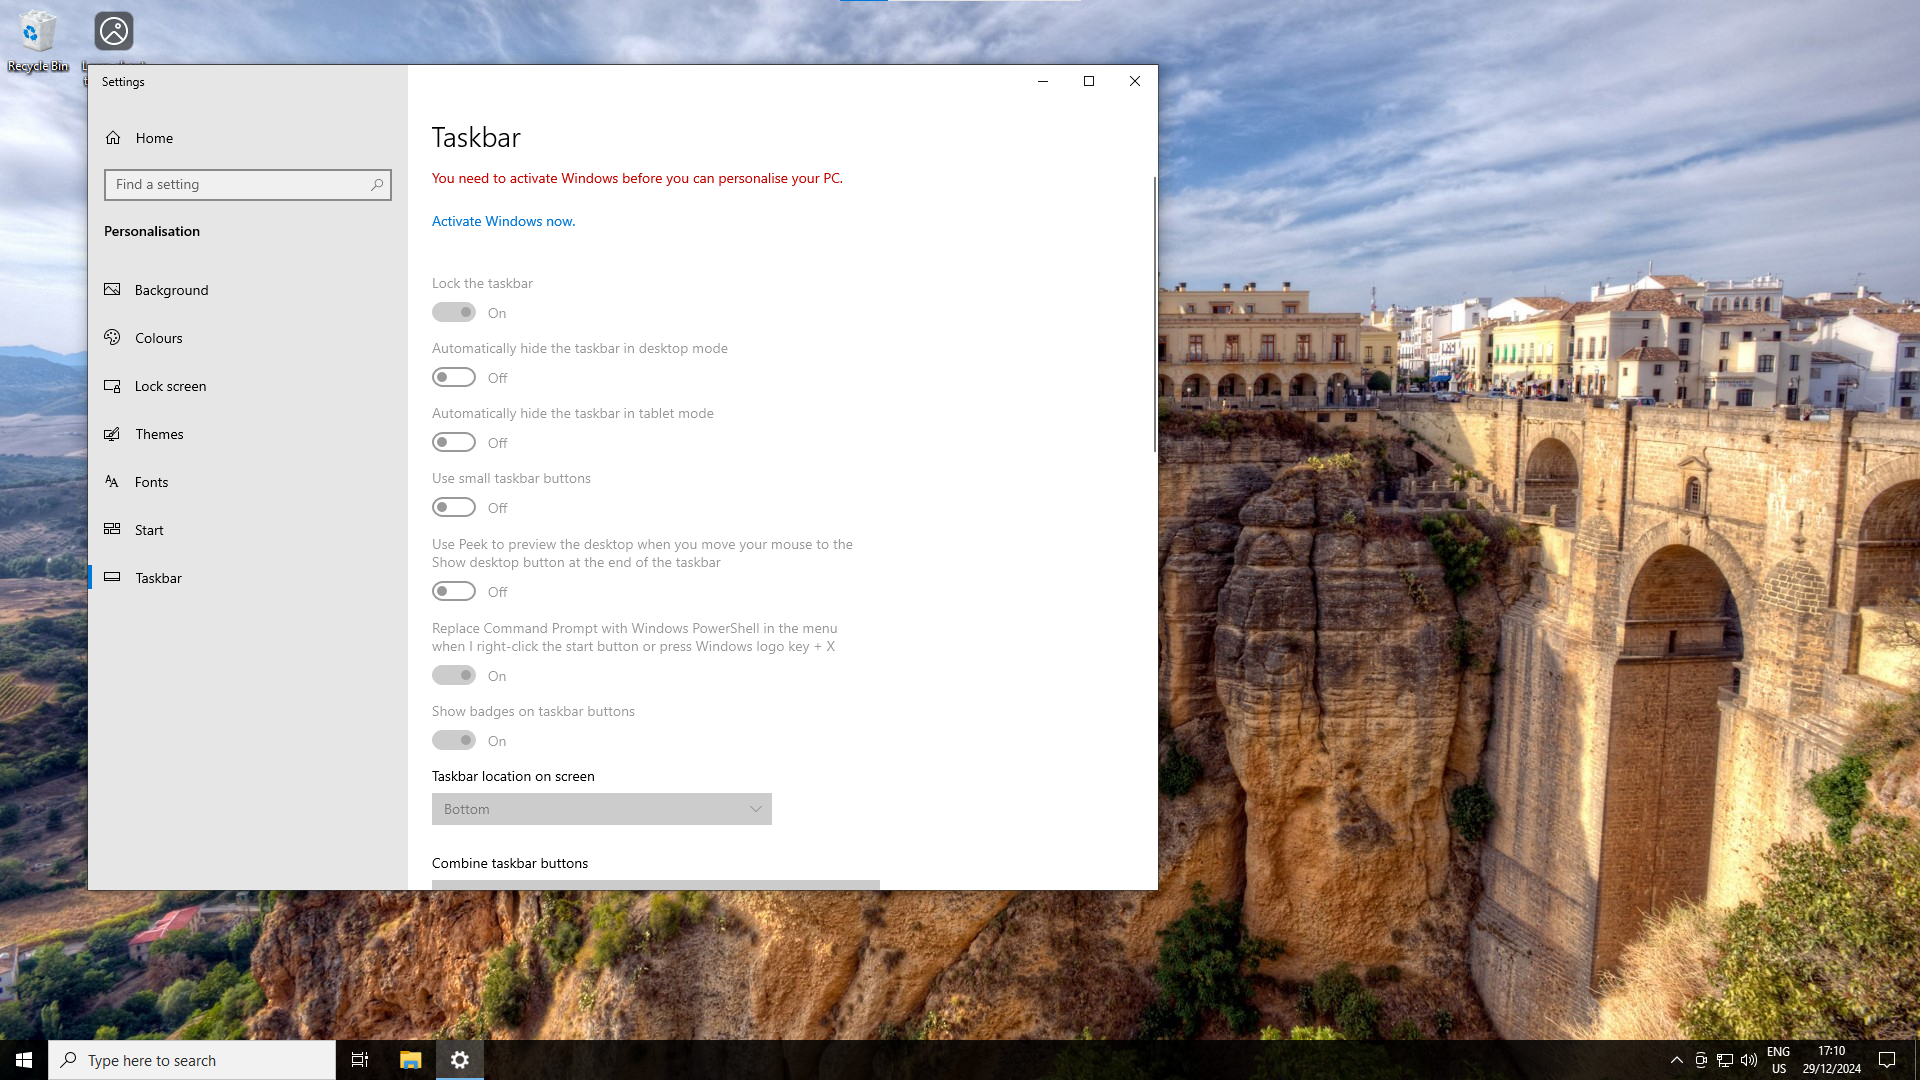 Recycle Bin
Settings
Home
Find a setting
Personalisation
Background
Colours
Lock screen
Themes
Fonts
Start
Taskbar
Taskbar
You need to activate Windows before you can personalise your PC.
Activate Windows now.
Lock the taskbar
On
Automatically hide the taskbar in desktop mode
Off
Automatically hide the taskbar in tablet mode
Off
Use small taskbar buttons
Off
Use Peek to preview the desktop when you move your mouse to the
Show desktop button at the end of the taskbar
Off
Replace Command Prompt with Windows PowerShell in the menu
when I right-click the start button or press Windows logo key + X
On
Show badges on taskbar buttons
On
Taskbar location on screen
Bottom
Combine taskbar buttons
Type here to search
ENG
US
17:10
29/12/2024